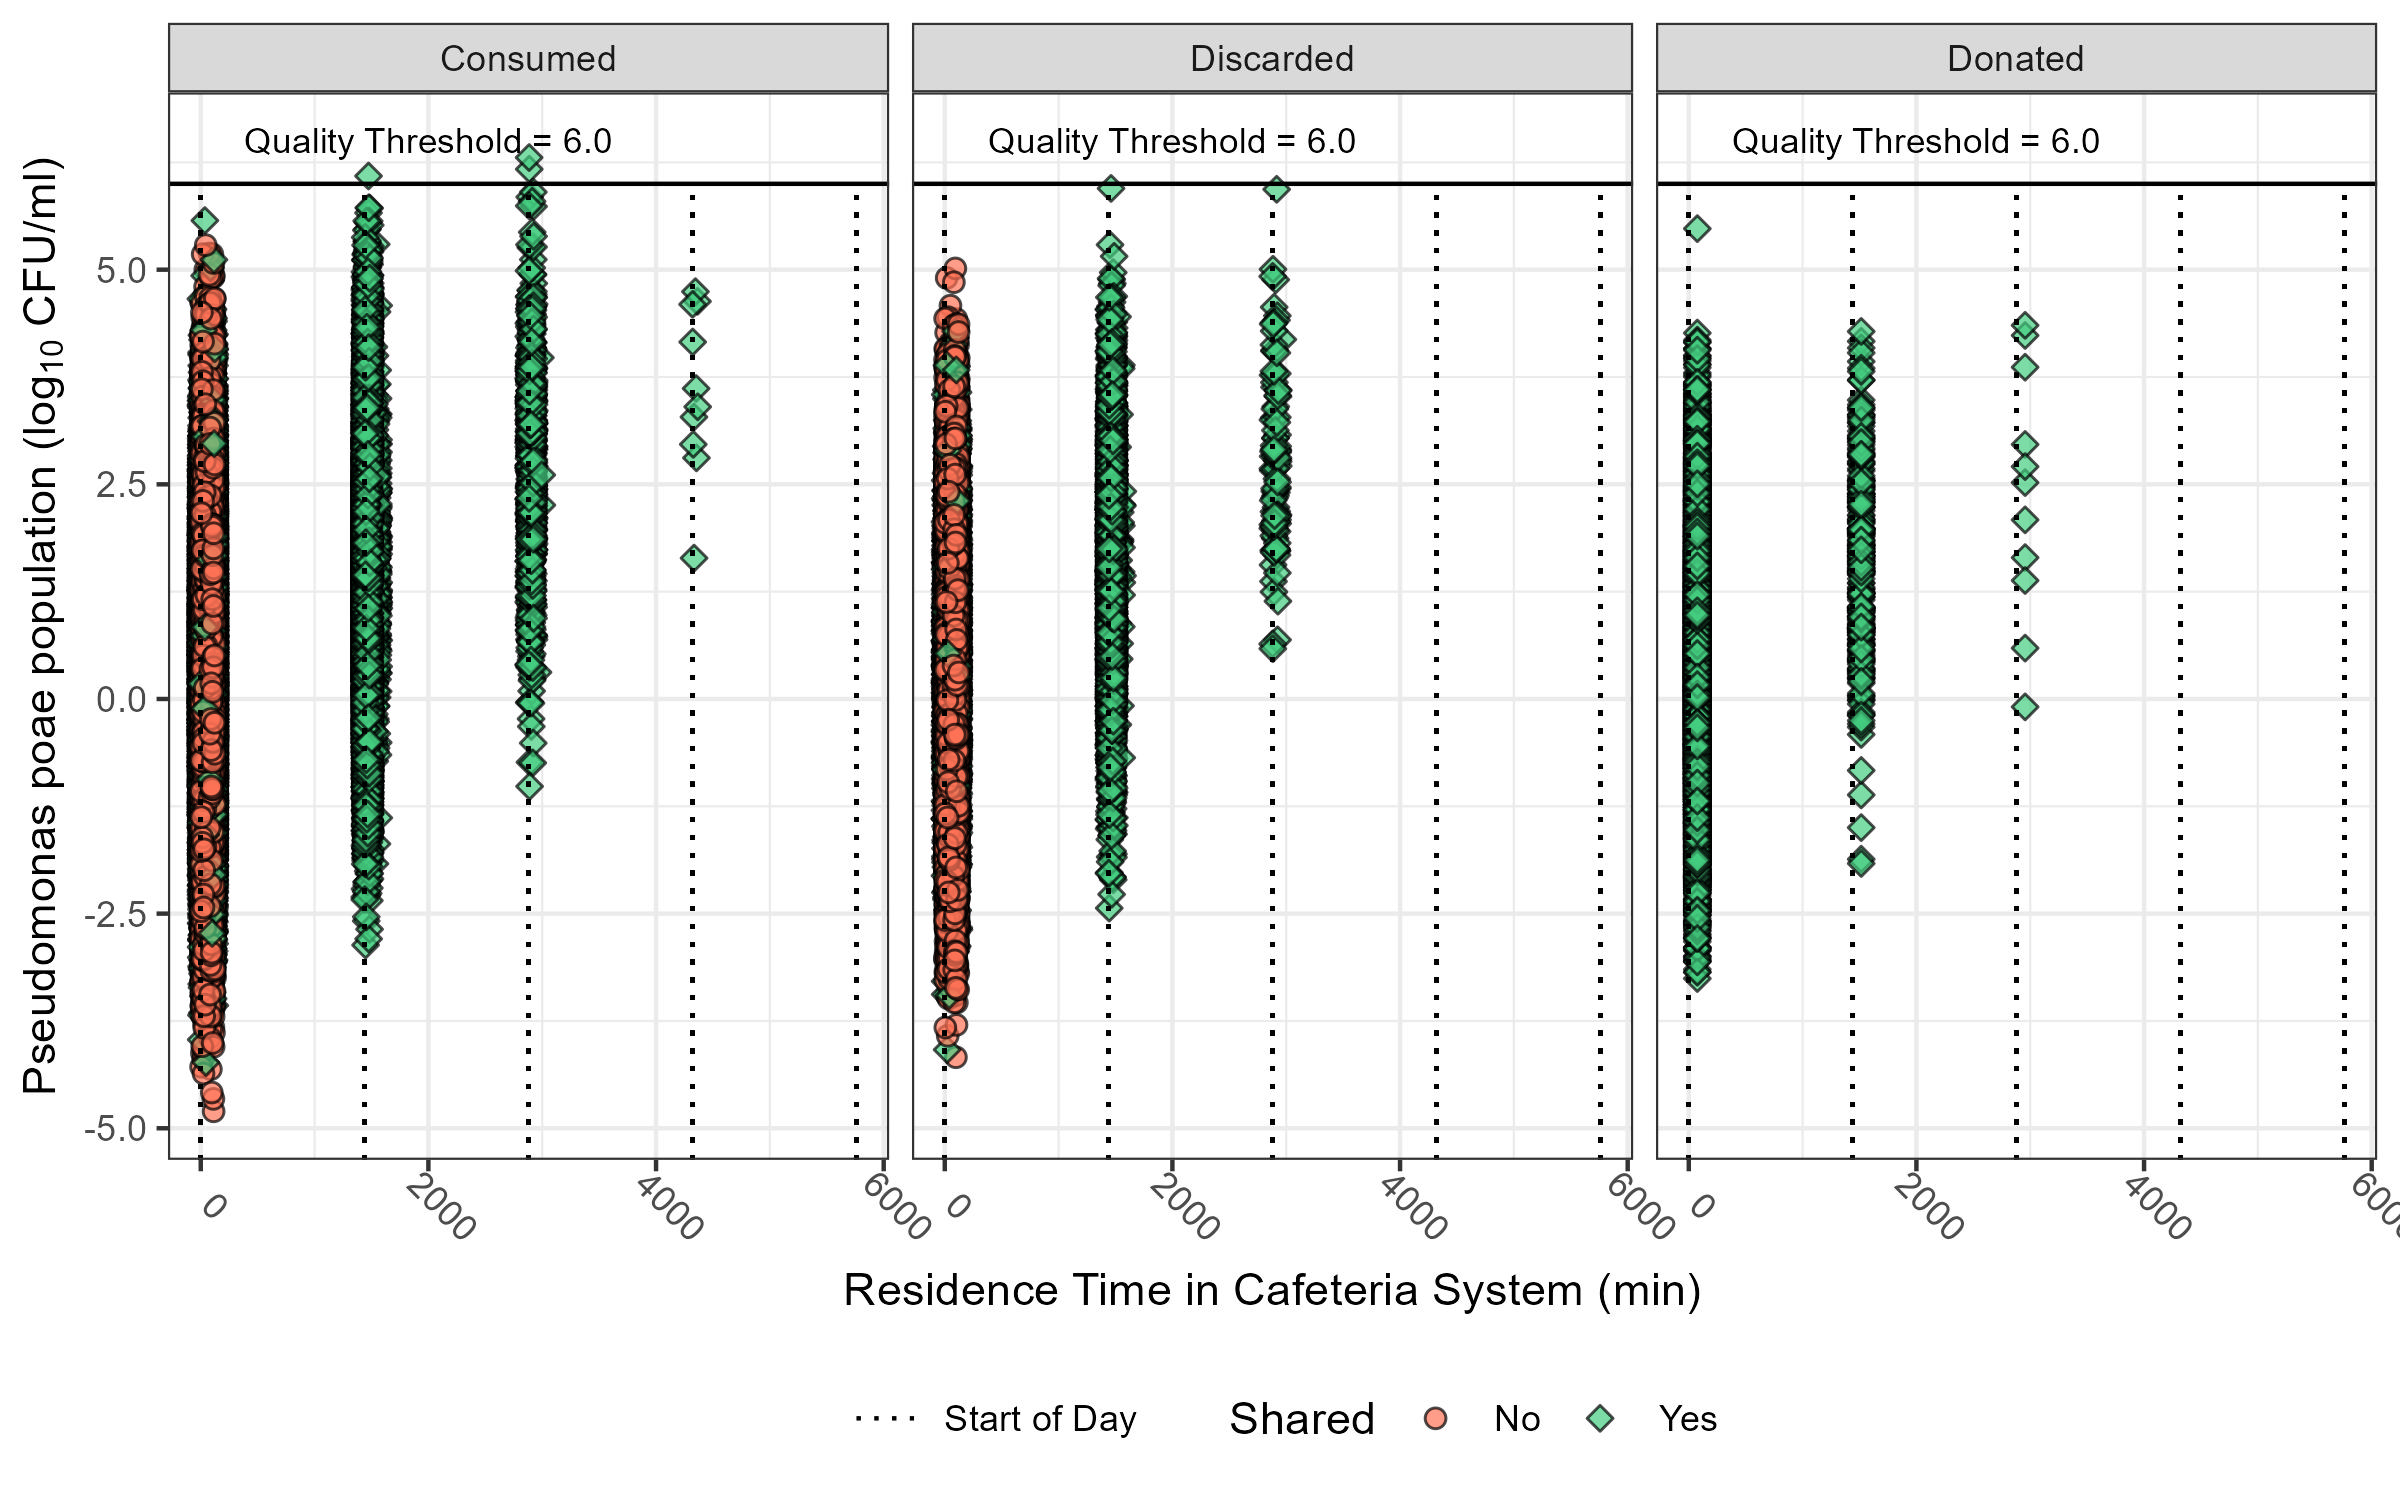 Consumed
Discarded
Donated
Quality Threshold = 6.0
Quality Threshold = 6.0
Quality Threshold = 6.0
Pseudomonas poae population (log₁₀ CFU/ml)
5.0
2.5
0.0
-2.5
-5.0
0
2000
4000
6000
0
2000
4000
6000
0
2000
4000
Residence Time in Cafeteria System (min)
Start of Day
Shared
No
Yes